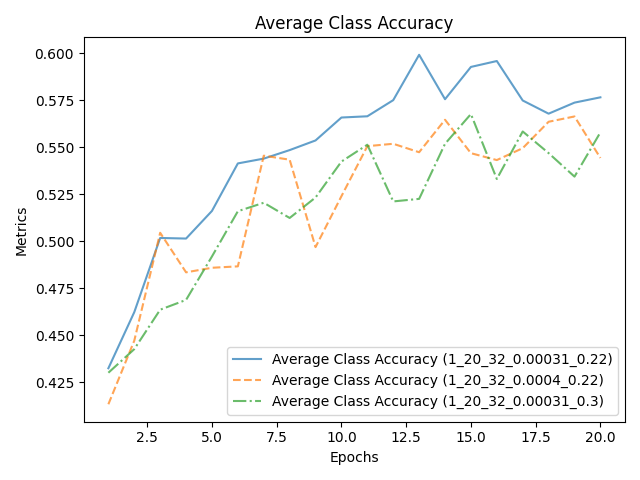 Average Class Accuracy
0.600
0.575
0.550
0.525
0.500
0.475
0.450
0.425
Metrics
Average Class Accuracy (1_20_32_0.00031_0.22)
Average Class Accuracy (1_20_32_0.0004_0.22)
Average Class Accuracy (1_20_32_0.00031_0.3)
2.5 5.0 7.5 10.0 12.5 15.0 17.5 20.0
Epochs